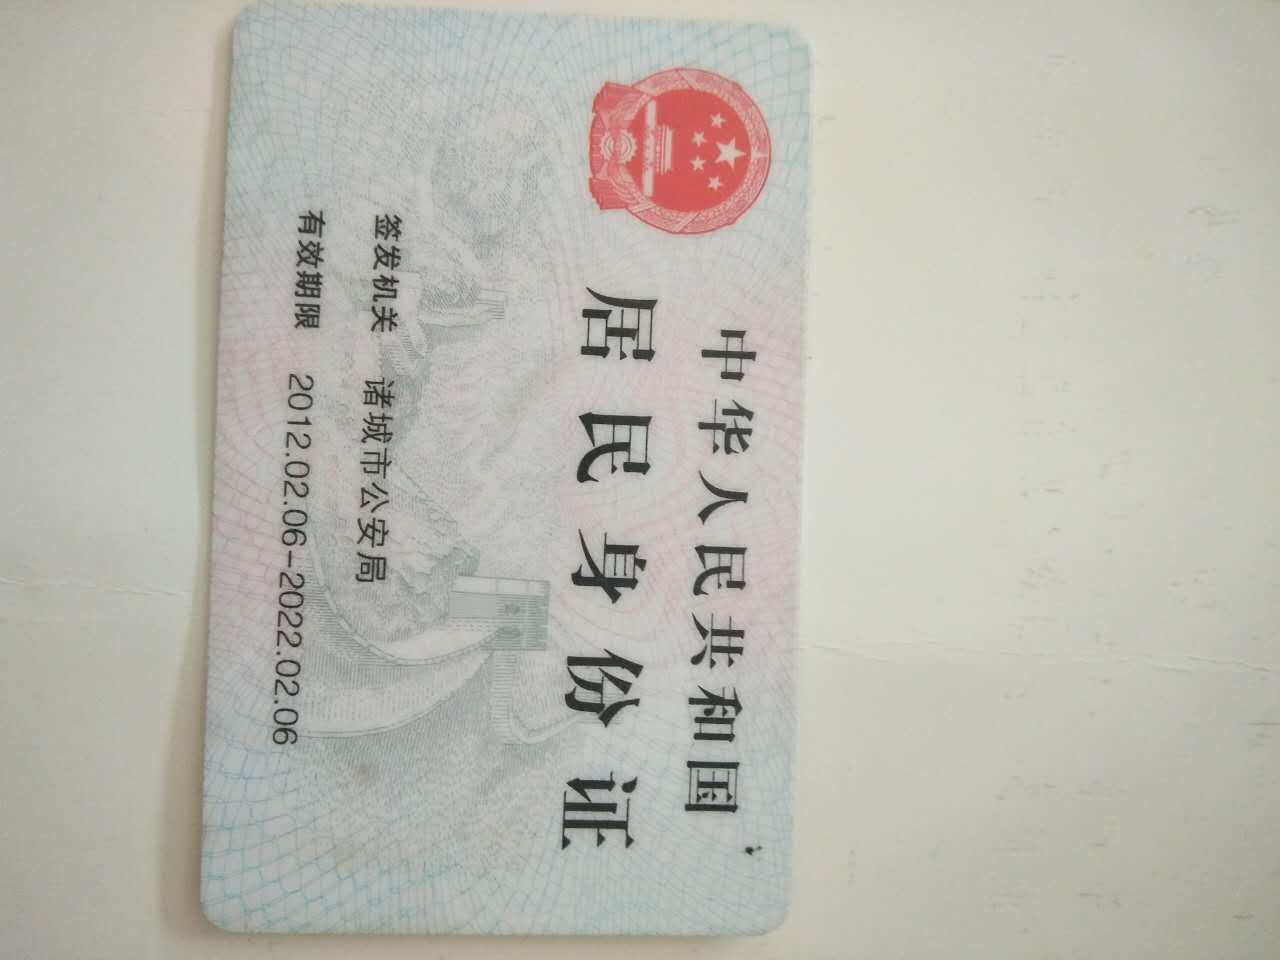 中华人民共和国
居民身份证
签发机关 诸城市公安局
有效期限 2012.02.06-2022.02.06